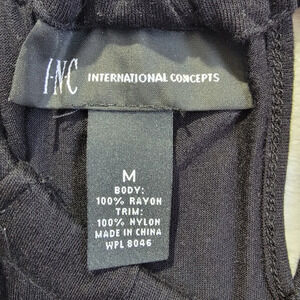 I·N·C INTERNATIONAL CONCEPTS
M
BODY:
100% RAYON
TRIM:
100% NYLON
MADE IN CHINA
WPL 8046